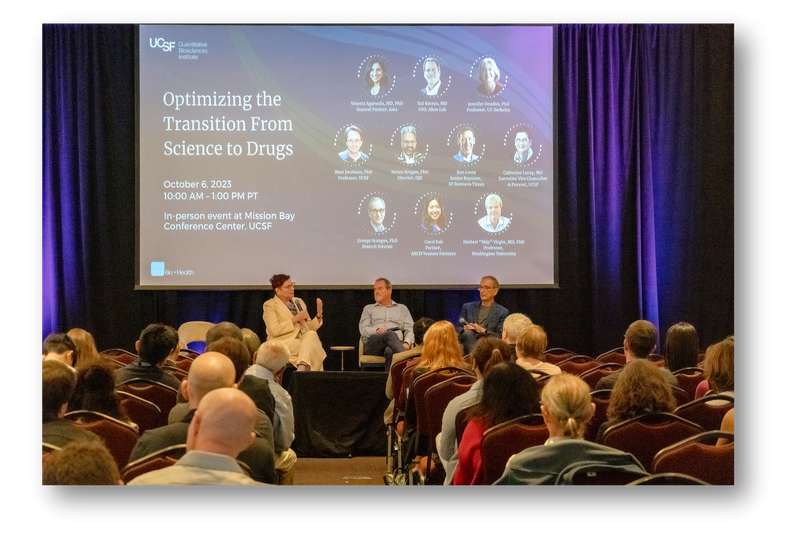 UCSF
Quantitative
Biosciences
Institute
Optimizing the
Transition From
Science to Drugs
October 6, 2023
10:00 AM - 1:00 PM PT
In-person event at Mission Bay
Conference Center, UCSF
Bio+Health
Vineeta Agarwala, MD, PhD
General Partner, a16z
Hal Barron, MD
CEO, Altos Lab
Jennifer Doudna, PhD
Professor, UC Berkeley
Matt Jacobson, PhD
Professor, UCSF
Nevan Krogan, PhD
Director, QBI
Ron Leuty
Senior Reporter,
SF Business Times
Catherine Lucey, MD
Executive Vice Chancellor
& Provost, UCSF
George Scangos, PhD
Biotech Veteran
Carol Suh
Partner,
ARCH Venture Partners
Herbert "Skip" Virgin, MD, PhD
Professor,
Washington University